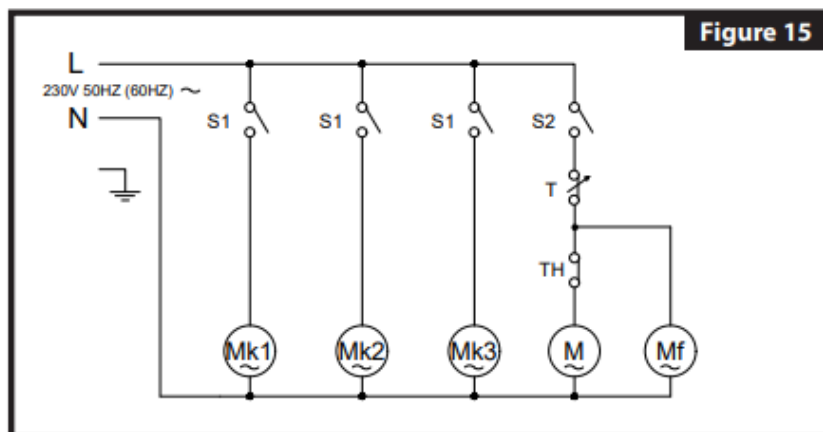 Figure 15
L
230V 50HZ (60HZ) ~
N
S1 S1 S1 S2
T
TH
Mk1 Mk2 Mk3 M Mf